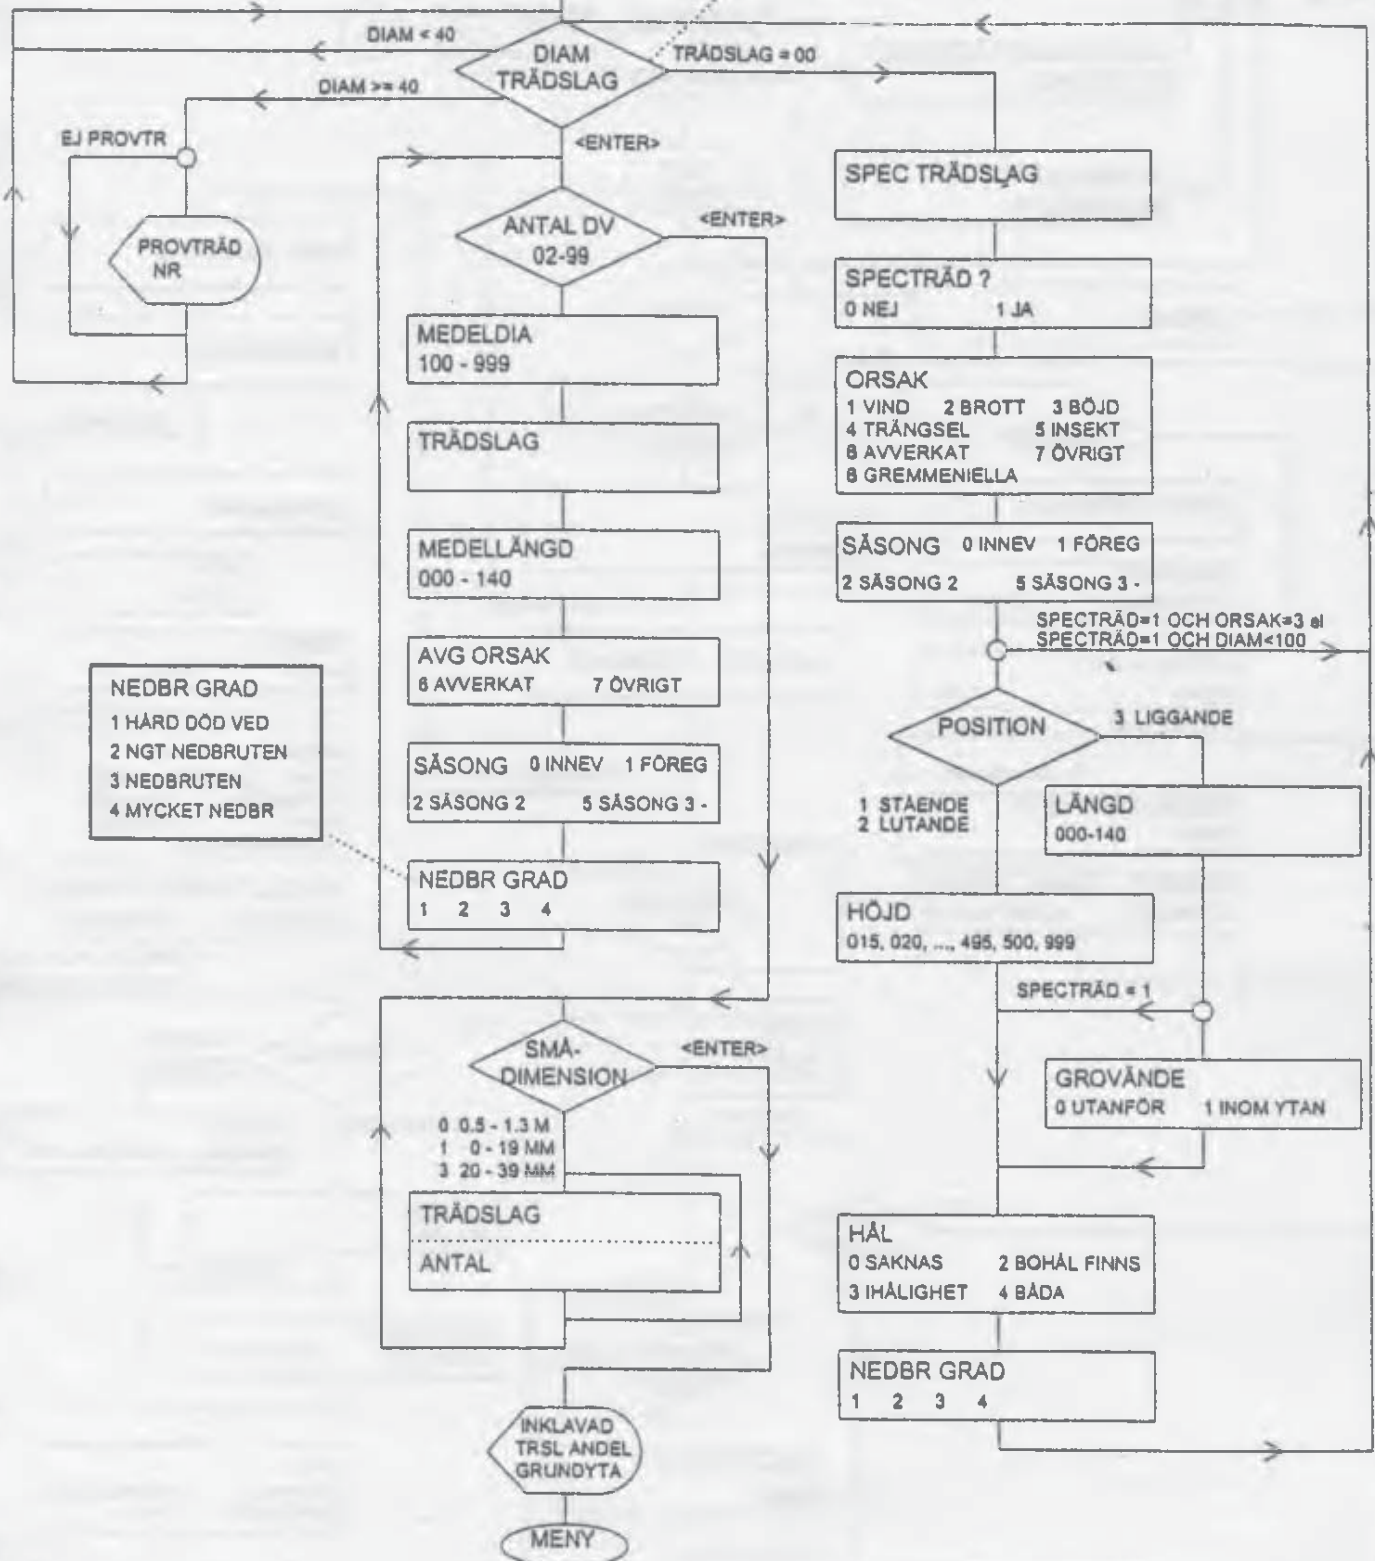 DIAM < 40
DIAM
TRÄDSLAG
TRÄDSLAG = 00
DIAM >= 40
<ENTER>
EJ PROVTR
PROVTRÄD
NR
ANTAL DV
02-99
<ENTER>
MEDELDIA
100 - 999
TRÄDSLAG
MEDELLÄNGD
000 - 140
AVG ORSAK
6 AVVERKAT 7 ÖVRIGT
SÄSONG 0 INNEV 1 FÖREG
2 SÄSONG 2 5 SÄSONG 3 -
NEDBR GRAD
1 2 3 4
NEDBR GRAD
1 HÅRD DÖD VED
2 NGT NEDBRUTEN
3 NEDBRUTEN
4 MYCKET NEDBR
SMÅ-
DIMENSION
<ENTER>
0 0.5 - 1.3 M
1 0 - 19 MM
3 20 - 39 MM
TRÄDSLAG
ANTAL
INKLAVAD
TRSL ANDEL
GRUNDYTA
MENY
SPEC TRÄDSLAG
SPECTRÄD ?
0 NEJ 1 JA
ORSAK
1 VIND 2 BROTT 3 BÖJD
4 TRÄNGSEL 5 INSEKT
6 AVVERKAT 7 ÖVRIGT
8 GREMMENIELLA
SÄSONG 0 INNEV 1 FÖREG
2 SÄSONG 2 5 SÄSONG 3 -
SPECTRÄD=1 OCH ORSAK=3 el
SPECTRÄD=1 OCH DIAM<100
POSITION
3 LIGGANDE
1 STÅENDE
2 LUTANDE
LÄNGD
000-140
HÖJD
015, 020, ..., 495, 500, 999
SPECTRÄD = 1
GROVÄNDE
0 UTANFÖR 1 INOM YTAN
HÅL
0 SAKNAS 2 BOHÅL FINNS
3 IHÅLIGHET 4 BÅDA
NEDBR GRAD
1 2 3 4